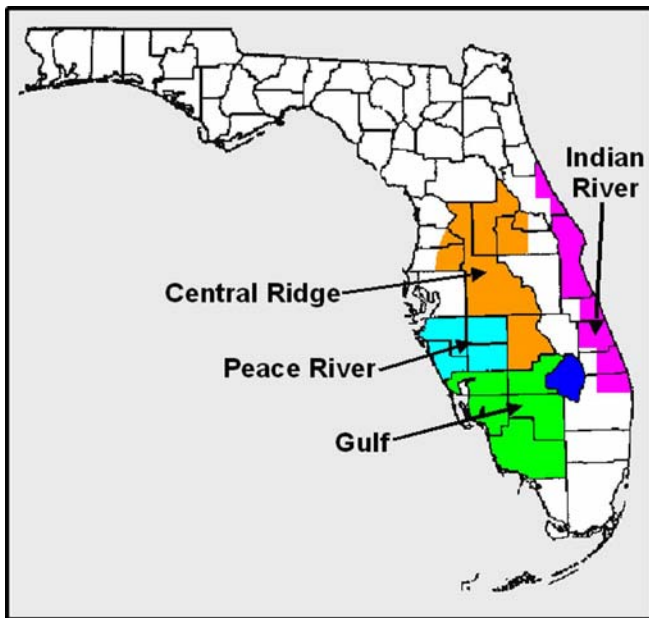 Indian
River
Central Ridge
Peace River
Gulf